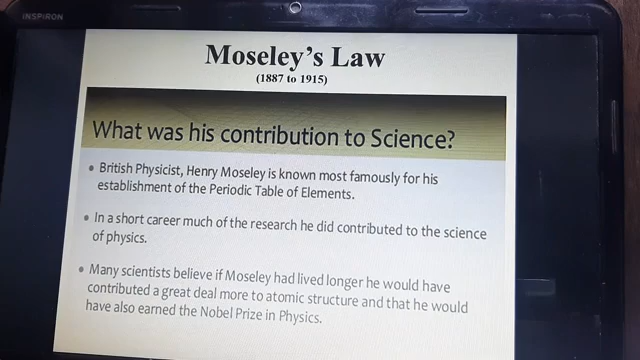 INSPIRON
Moseley's Law
(1887 to 1915)
What was his contribution to Science?
• British Physicist, Henry Moseley is known most famously for his
establishment of the Periodic Table of Elements.
• In a short career much of the research he did contributed to the science
of physics.
• Many scientists believe if Moseley had lived longer he would have
contributed a great deal more to atomic structure and that he would
have also earned the Nobel Prize in Physics.